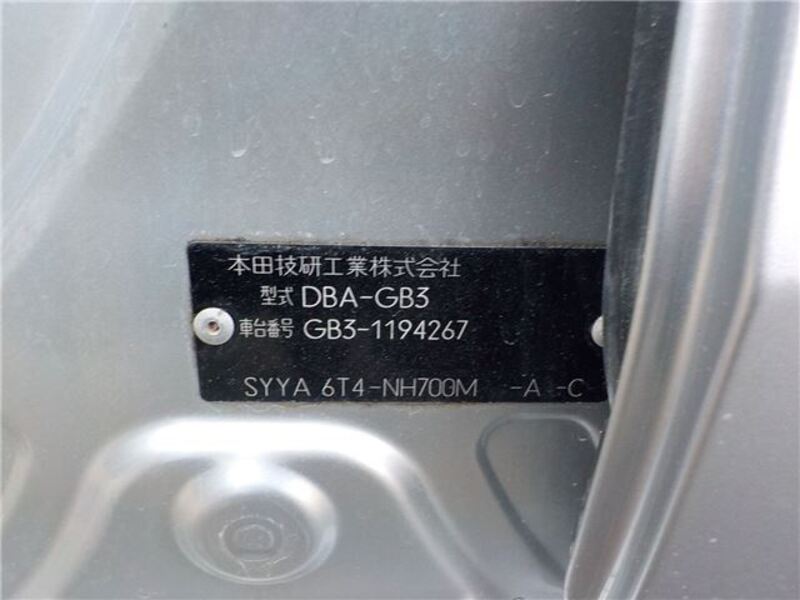 本田技研工業株式会社
型式 DBA-GB3
車台番号 GB3-1194267
SYYA 6T4-NH700M -A -C